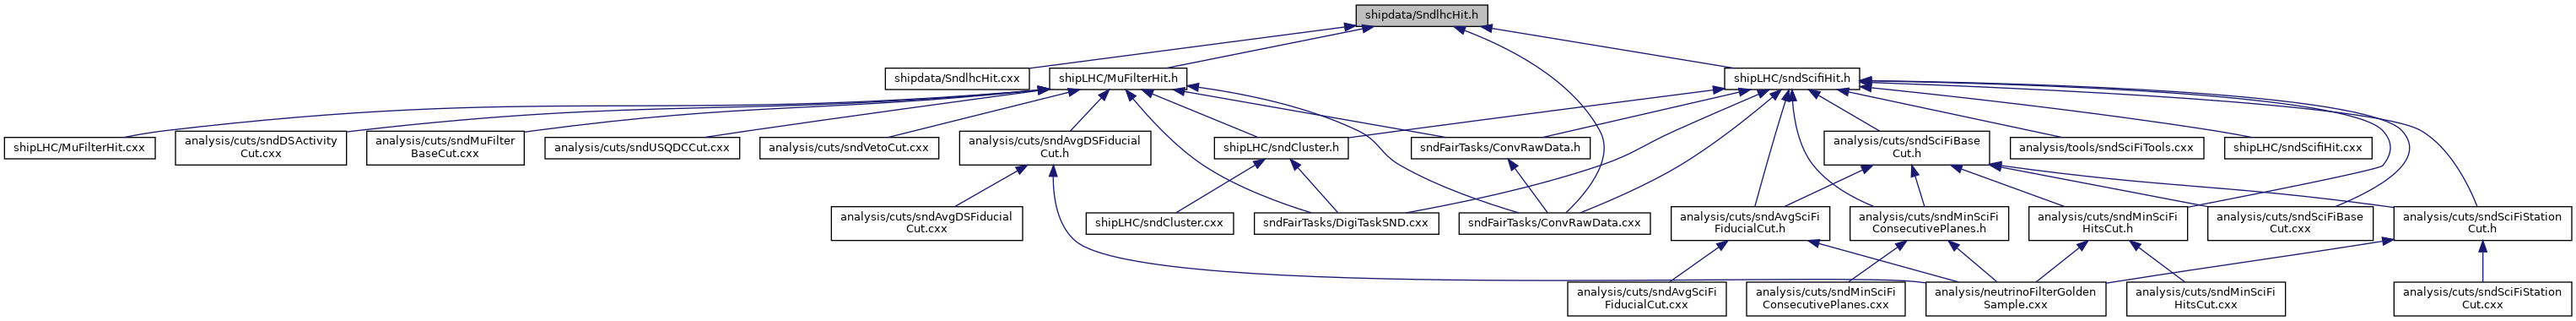 shipdata/SndlhcHit.h
shipdata/SndlhcHit.cxx
shipLHC/MuFilterHit.h
shipLHC/sndScifiHit.h
shipLHC/MuFilterHit.cxx
analysis/cuts/sndDSActivity
Cut.cxx
analysis/cuts/sndMuFilter
BaseCut.cxx
analysis/cuts/sndUSQDCCut.cxx
analysis/cuts/sndVetoCut.cxx
analysis/cuts/sndAvgDSFiducial
Cut.h
shipLHC/sndCluster.h
sndFairTasks/ConvRawData.h
analysis/cuts/sndSciFiBase
Cut.h
analysis/tools/sndSciFiTools.cxx
shipLHC/sndScifiHit.cxx
analysis/cuts/sndAvgDSFiducial
Cut.cxx
shipLHC/sndCluster.cxx
sndFairTasks/DigiTaskSND.cxx
sndFairTasks/ConvRawData.cxx
analysis/cuts/sndAvgSciFi
FiducialCut.h
analysis/cuts/sndMinSciFi
ConsecutivePlanes.h
analysis/cuts/sndMinSciFi
HitsCut.h
analysis/cuts/sndSciFiBase
Cut.cxx
analysis/cuts/sndSciFiStation
Cut.h
analysis/cuts/sndAvgSciFi
FiducialCut.cxx
analysis/cuts/sndMinSciFi
ConsecutivePlanes.cxx
analysis/neutrinoFilterGolden
Sample.cxx
analysis/cuts/sndMinSciFi
HitsCut.cxx
analysis/cuts/sndSciFiStation
Cut.cxx